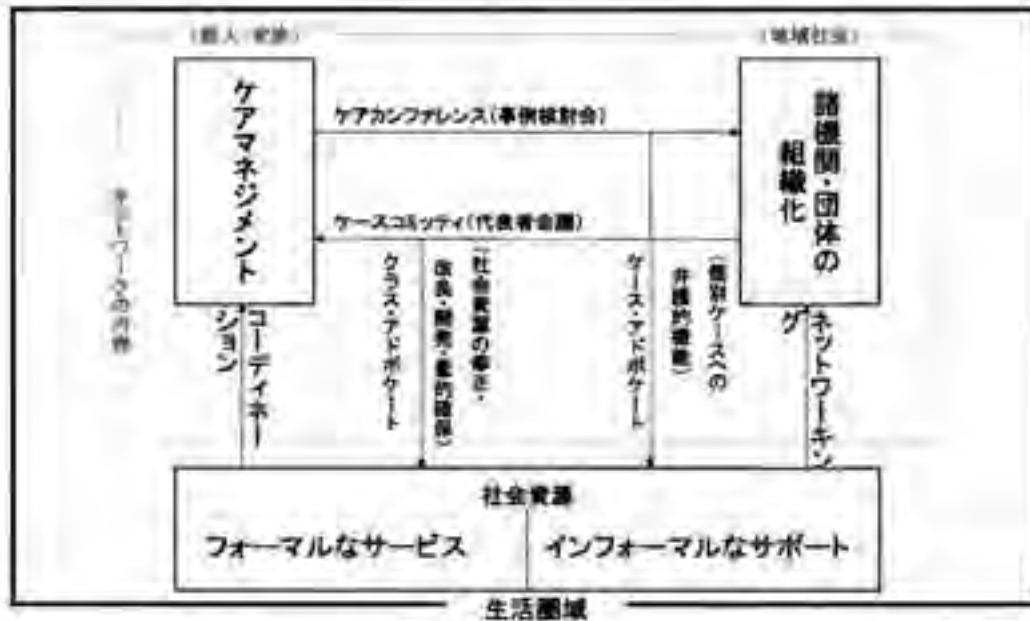 (個人・家族)
(地域社会)
ケアマネジメント
諸機関・団体の
組織化
ケアカンファレンス(事例検討会)
ケースコミッティ(代表者会議)
(社会資源の修正・
改良・開発・量的確保)
クラス・アドボケート
(個別ケースへの
弁護的機能)
ケース・アドボケート
コーディネー
ション
ネットワーキン
グ
社会資源
フォーマルなサービス
インフォーマルなサポート
生活圏域